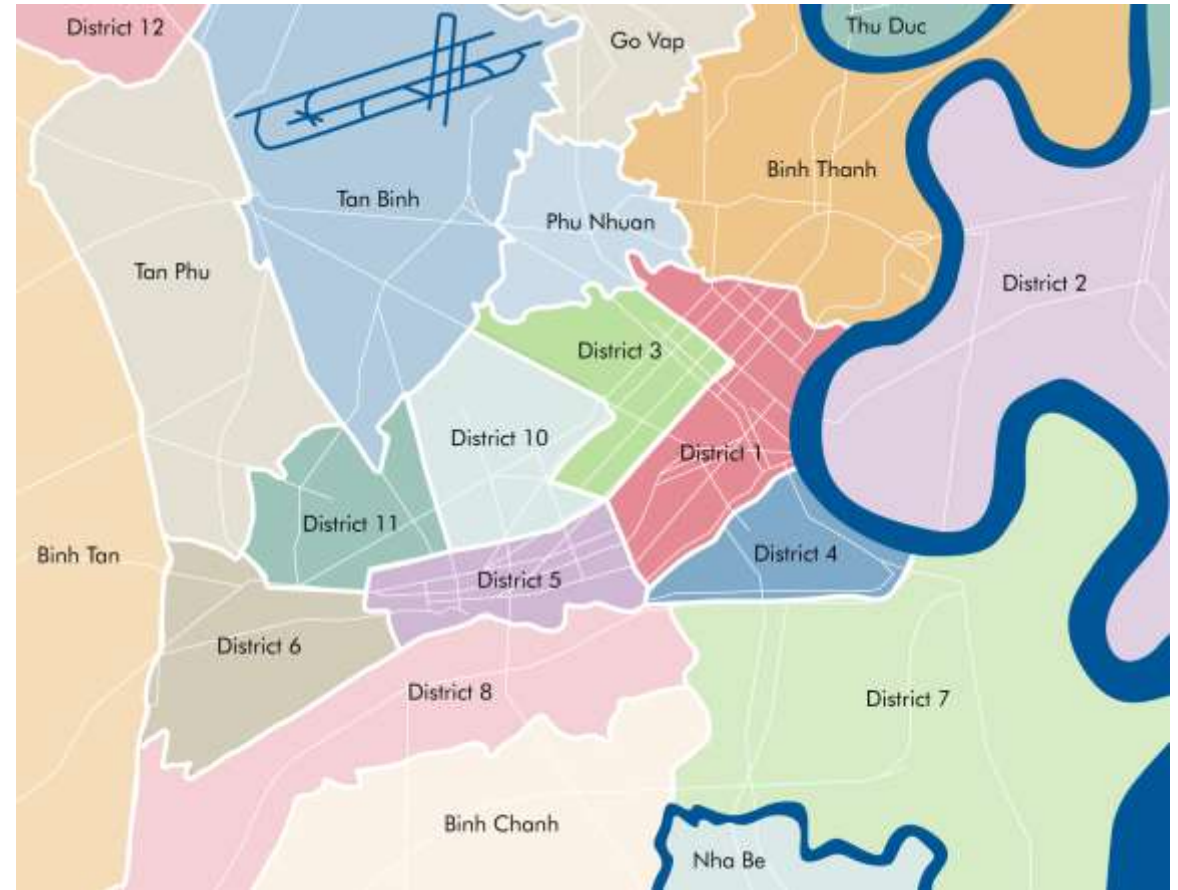 District 12
Go Vap
Thu Duc
Binh Thanh
Tan Binh
Phu Nhuan
Tan Phu
District 2
District 3
District 10
District 1
District 11
Binh Tan
District 4
District 5
District 6
District 8
District 7
Binh Chanh
Nha Be